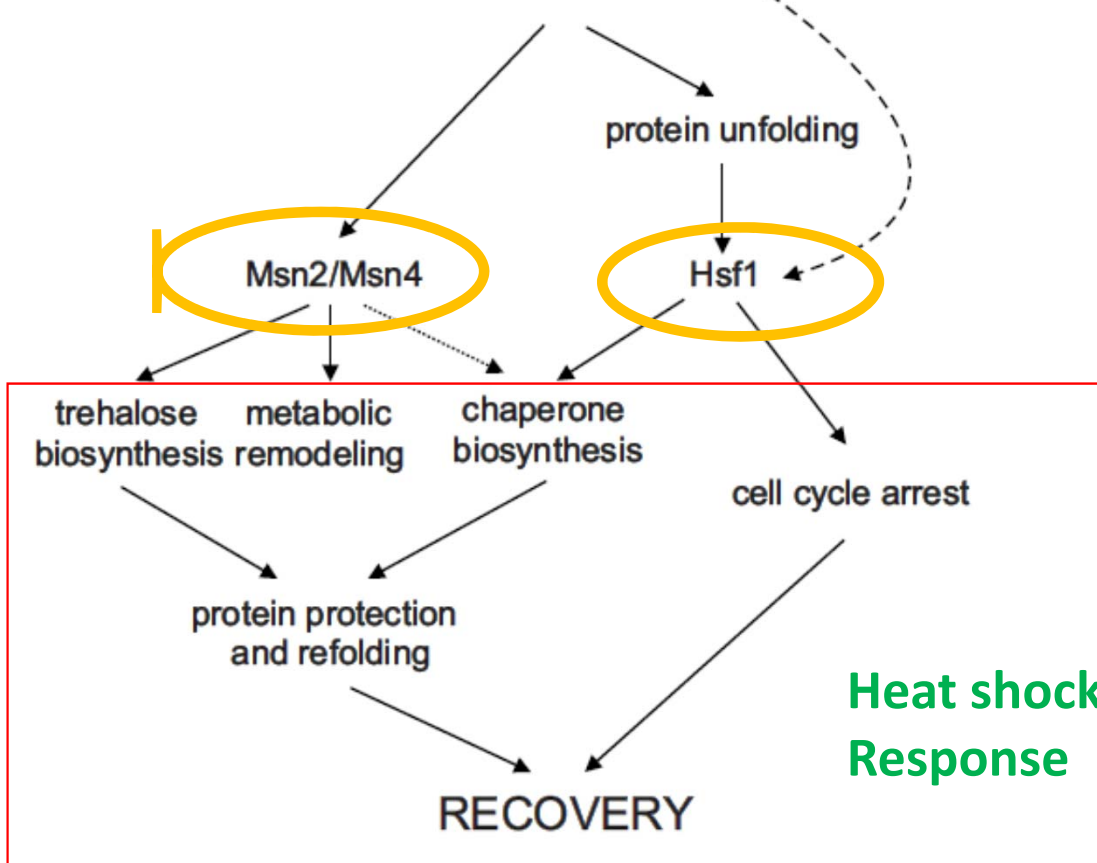 protein unfolding
Msn2/Msn4
Hsf1
trehalose
biosynthesis
metabolic
remodeling
chaperone
biosynthesis
cell cycle arrest
protein protection
and refolding
Heat shock
Response
RECOVERY